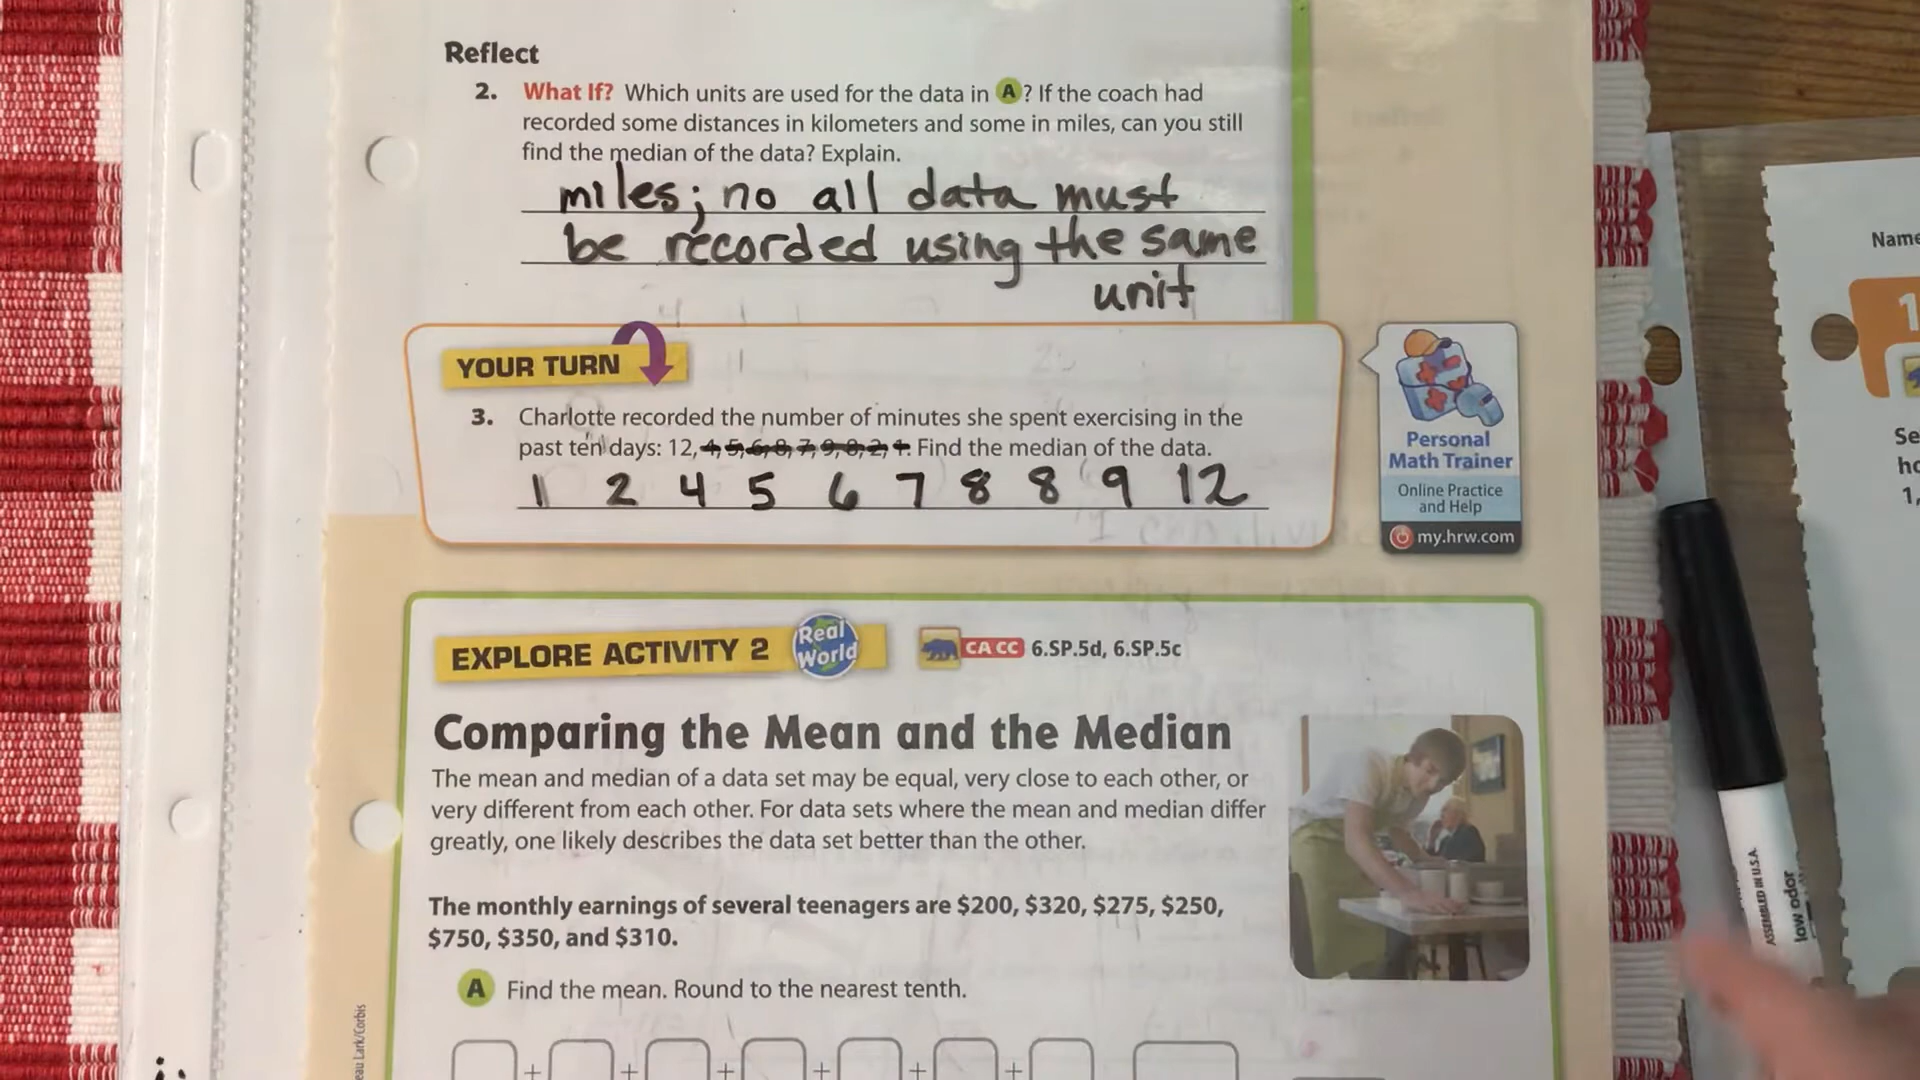 Reflect
2. What If? Which units are used for the data in A? If the coach had
recorded some distances in kilometers and some in miles, can you still
find the median of the data? Explain.
miles; no all data must
be recorded using the same
unit
YOUR TURN
3. Charlotte recorded the number of minutes she spent exercising in the
past ten days: 12, 4, 5, 6, 8, 7, 9, 8, 2, 1. Find the median of the data.
1 2 4 5 6 7 8 8 9 12
Personal
Math Trainer
Online Practice
and Help
my.hrw.com
EXPLORE ACTIVITY 2
Real
World
CA CC 6.SP.5d, 6.SP.5c
Comparing the Mean and the Median
The mean and median of a data set may be equal, very close to each other, or
very different from each other. For data sets where the mean and median differ
greatly, one likely describes the data set better than the other.
The monthly earnings of several teenagers are $200, $320, $275, $250,
$750, $350, and $310.
A Find the mean. Round to the nearest tenth.
+ + + + + +
eau Lark/Corbis
Name
1
Se
ho
1,
ASSEMBLED IN U.S.A.
low odor